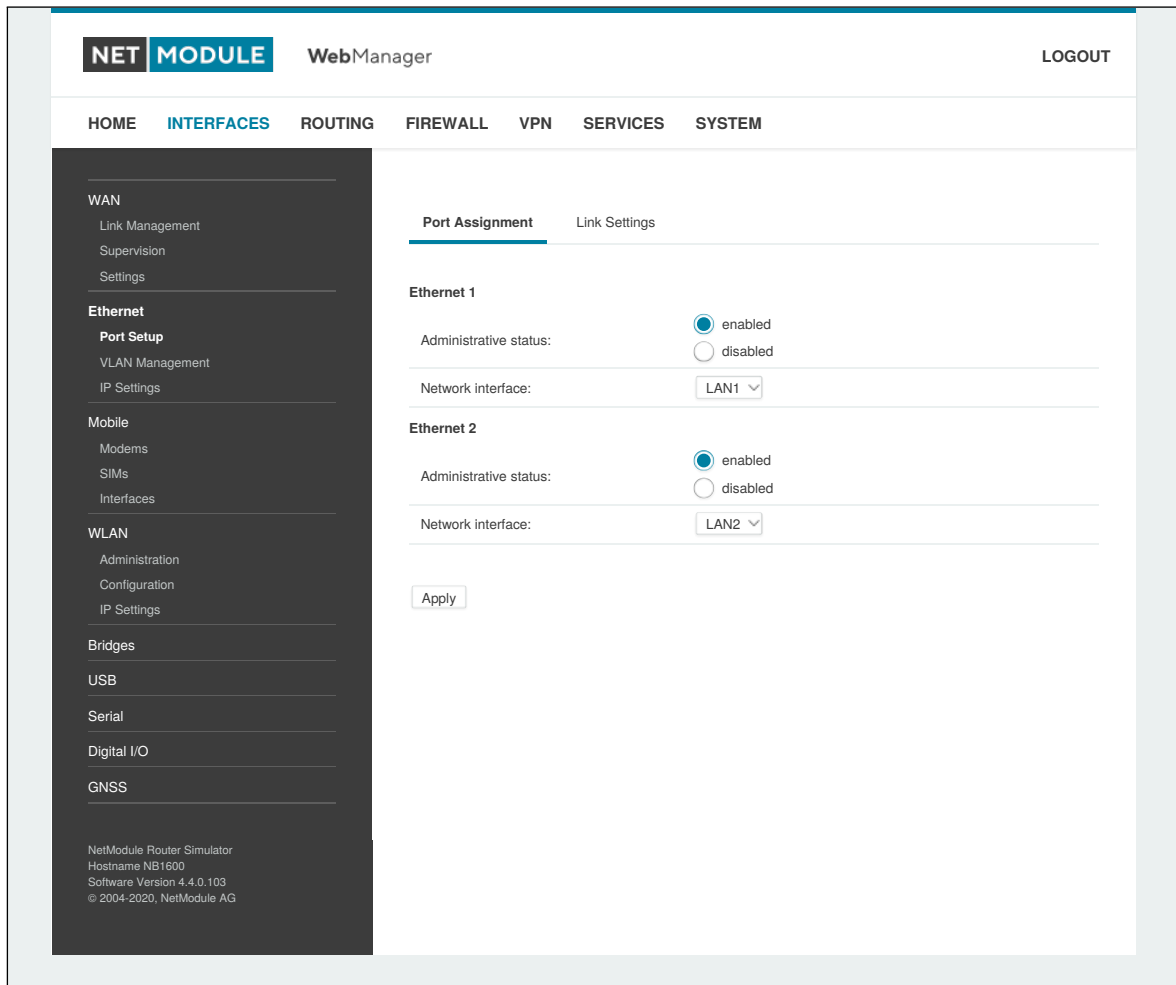 NET MODULE WebManager LOGOUT
HOME INTERFACES ROUTING FIREWALL VPN SERVICES SYSTEM
WAN
Link Management
Supervision
Settings
Ethernet
Port Setup
VLAN Management
IP Settings
Mobile
Modems
SIMs
Interfaces
WLAN
Administration
Configuration
IP Settings
Bridges
USB
Serial
Digital I/O
GNSS
NetModule Router Simulator
Hostname NB1600
Software Version 4.4.0.103
© 2004-2020, NetModule AG
Port Assignment Link Settings
Ethernet 1
Administrative status:
enabled
disabled
Network interface: LAN1
Ethernet 2
Administrative status:
enabled
disabled
Network interface: LAN2
Apply